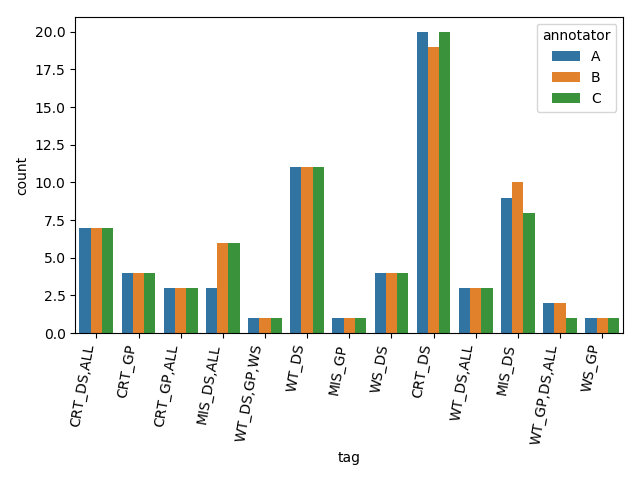 20.0
17.5
15.0
12.5
10.0
7.5
5.0
2.5
0.0
count
annotator
A
B
C
CRT_DS,ALL
CRT_GP
CRT_GP,ALL
MIS_DS,ALL
WT_DS,GP,WS
WT_DS
MIS_GP
WS_DS
CRT_DS
WT_DS,ALL
MIS_DS
WT_GP,DS,ALL
WS_GP
tag